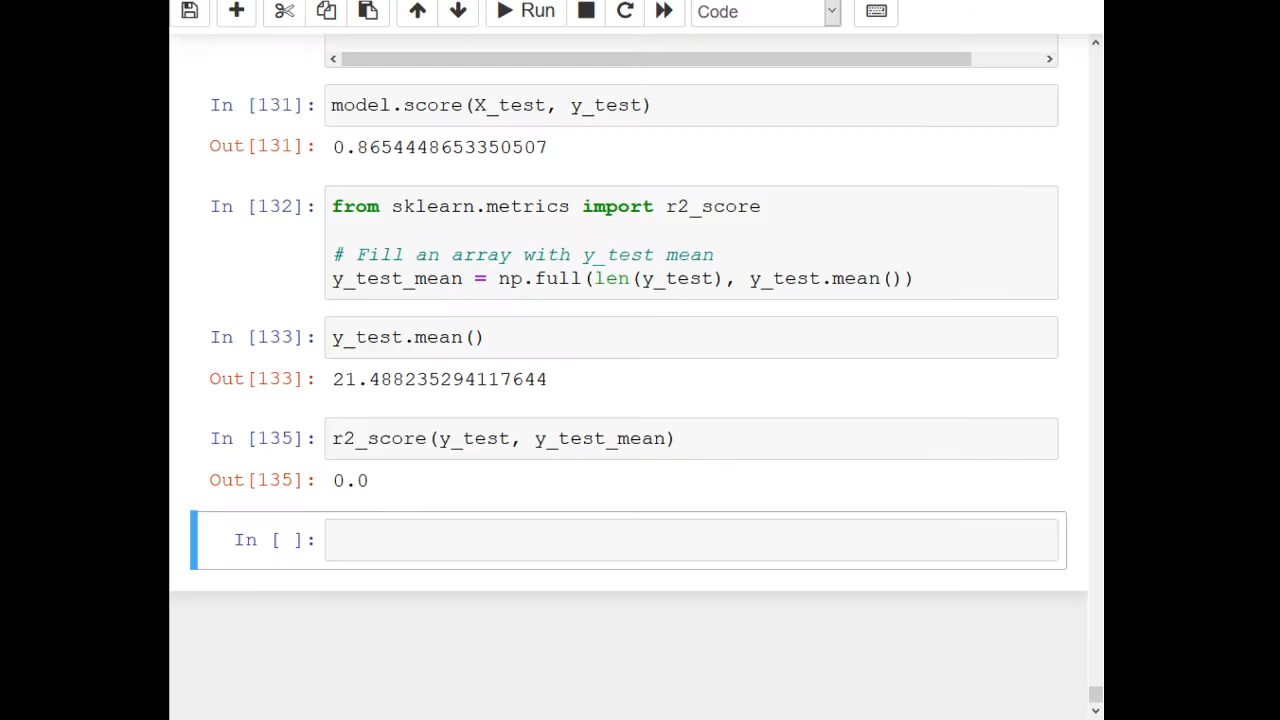 Run Code
In [131]: model.score(X_test, y_test)
Out[131]: 0.8654448653350507
In [132]: from sklearn.metrics import r2_score
# Fill an array with y_test mean
y_test_mean = np.full(len(y_test), y_test.mean())
In [133]: y_test.mean()
Out[133]: 21.488235294117644
In [135]: r2_score(y_test, y_test_mean)
Out[135]: 0.0
In [ ]: